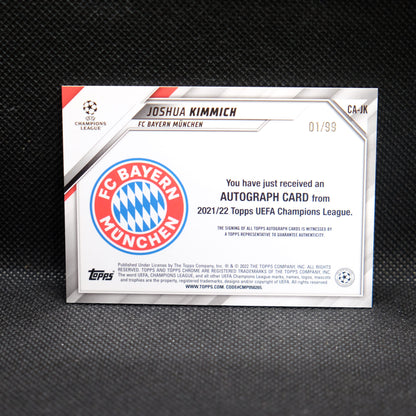 UEFA
CHAMPIONS
LEAGUE
JOSHUA KIMMICH
FC BAYERN MÜNCHEN
CA-JK
01/99
FC BAYERN
MÜNCHEN
You have just received an
AUTOGRAPH CARD from
2021/22 Topps UEFA Champions League.
THE SIGNING OF ALL TOPPS AUTOGRAPH CARDS IS WITNESSED BY
A TOPPS REPRESENTATIVE TO GUARANTEE AUTHENTICITY.
Topps
Published Under License by The Topps Company, Inc. ® & © 2022 THE TOPPS COMPANY, INC. ALL RIGHTS
RESERVED. TOPPS AND TOPPS CHROME ARE REGISTERED TRADEMARKS OF THE TOPPS COMPANY, INC.
The word UEFA CHAMPIONS LEAGUE, and all other UEFA Champions League marks, names, logos, mascots
and trophies are the property, registered trademarks, designs and/or copyright of UEFA. All rights reserved.
WWW.TOPPS.COM